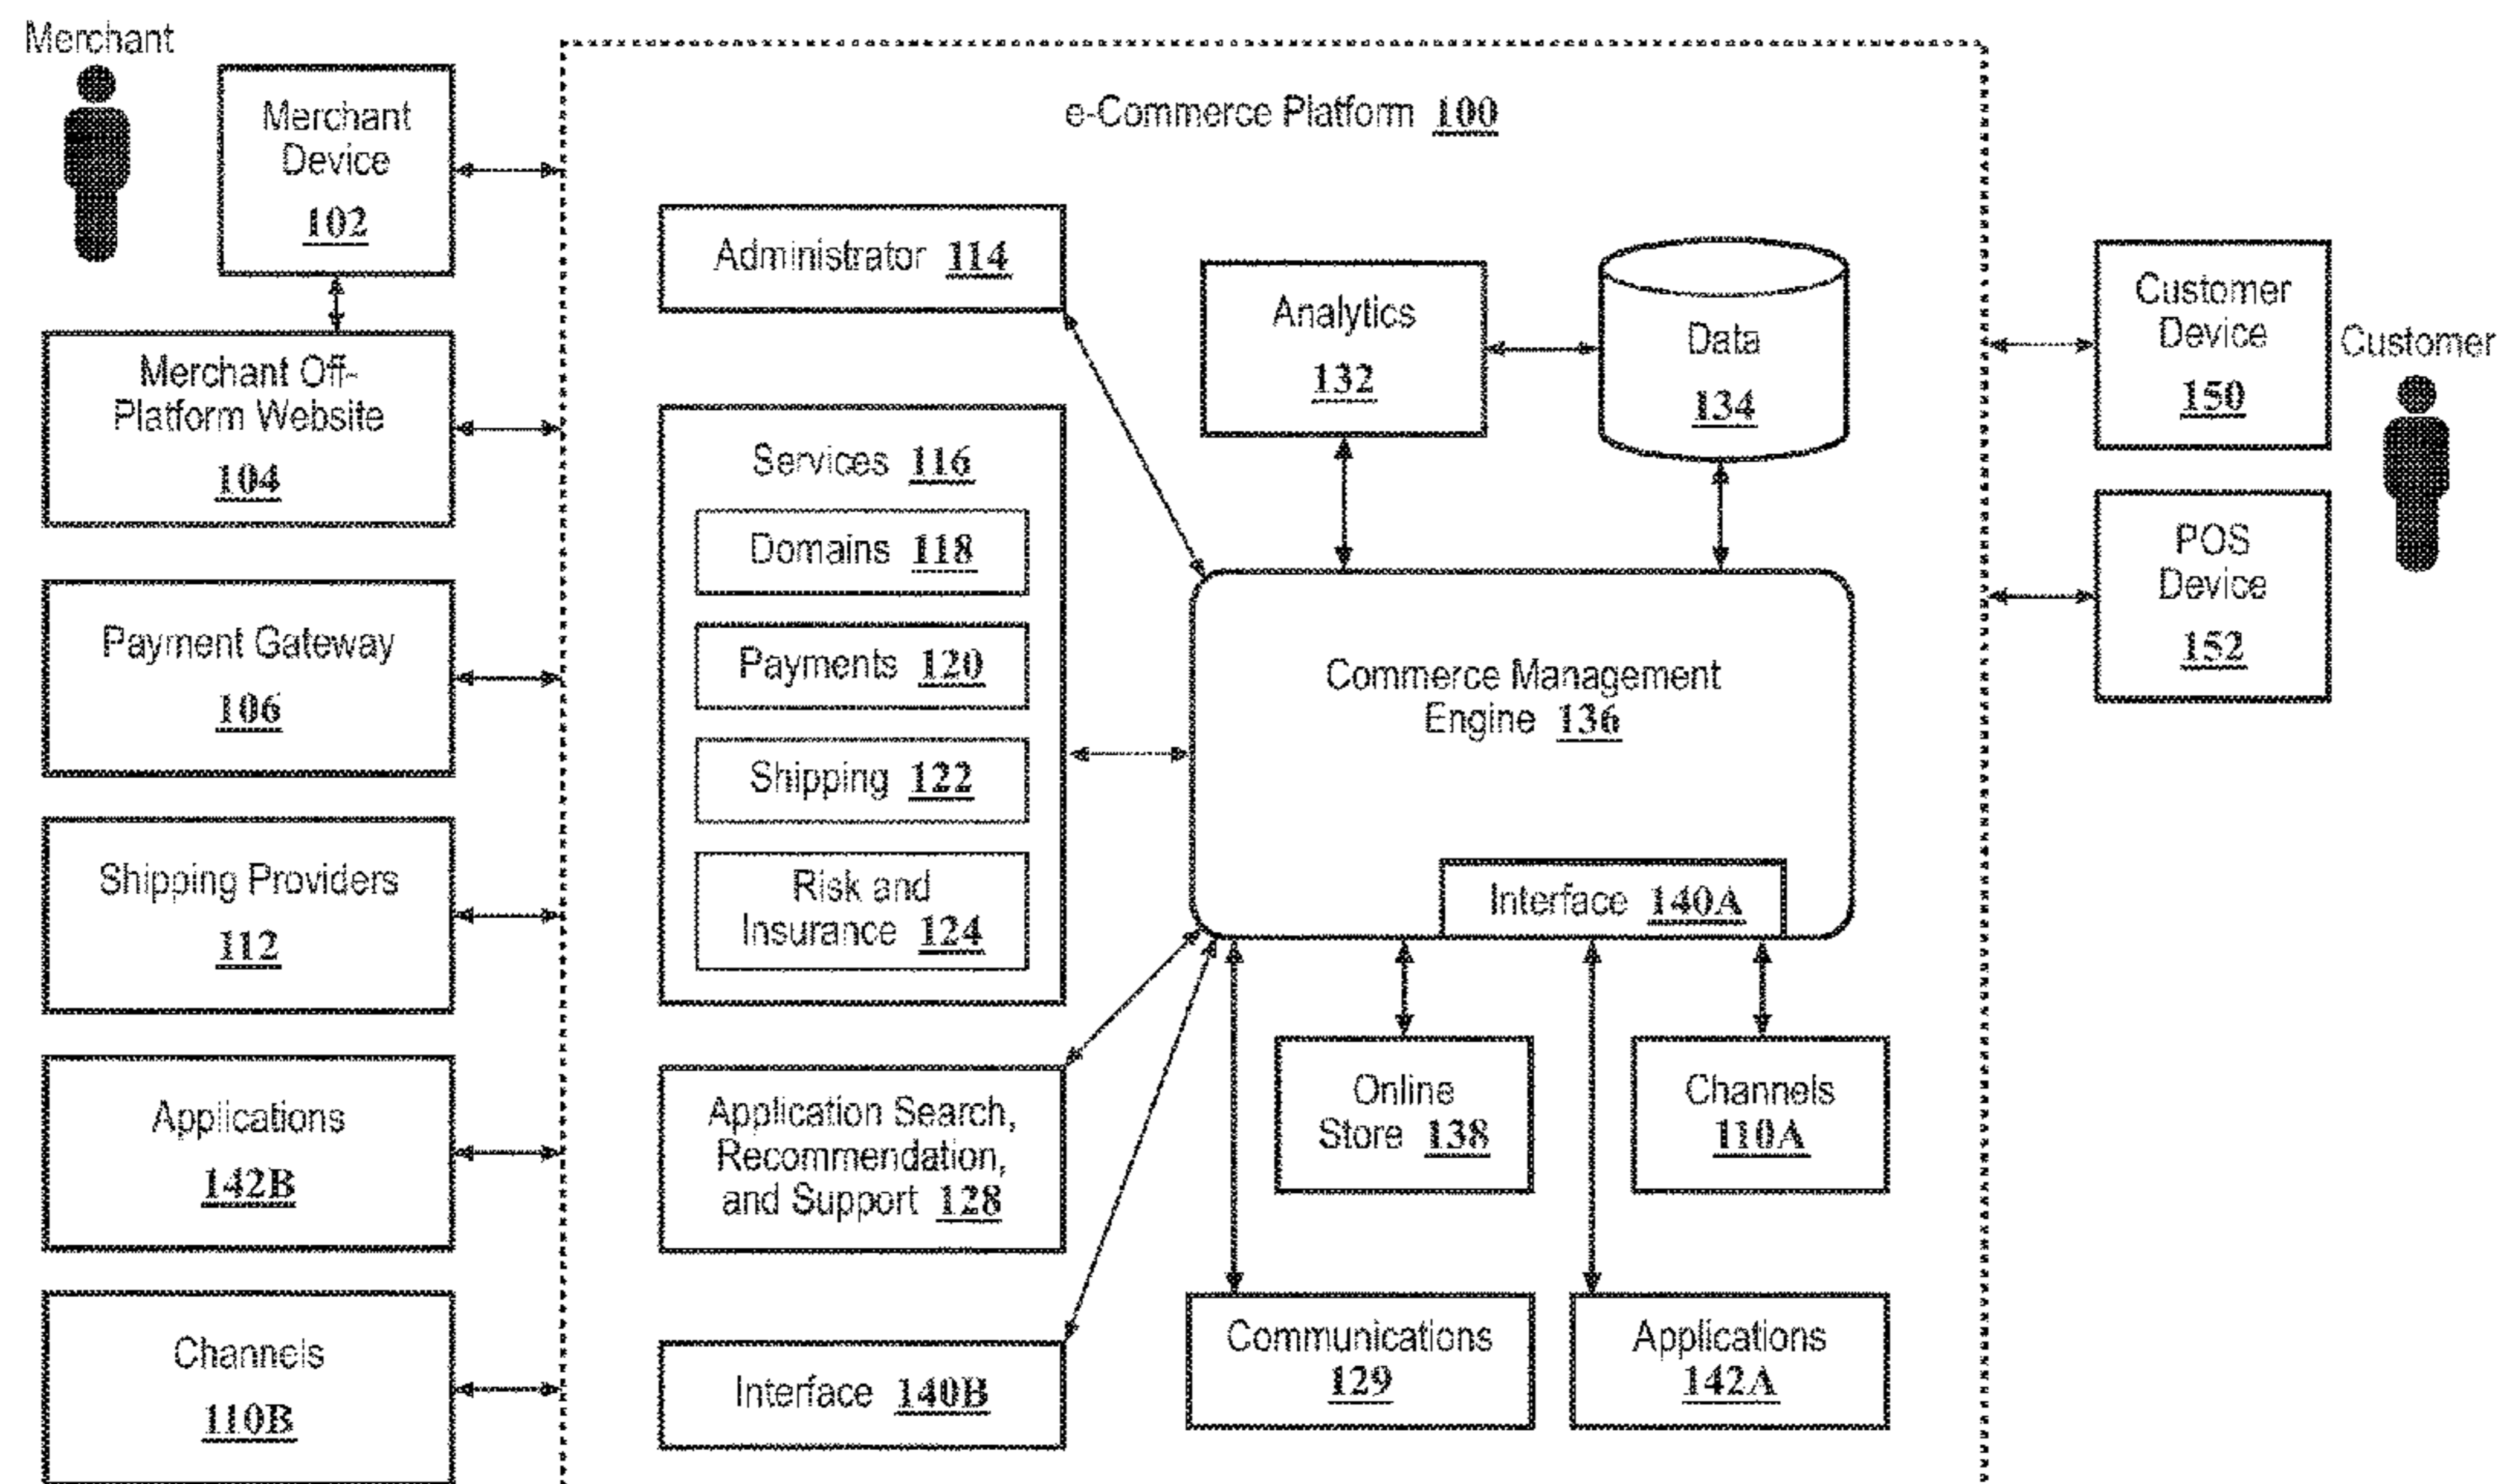 Merchant
Merchant
Device
102
Merchant Off-
Platform Website
104
Payment Gateway
106
Shipping Providers
112
Applications
142B
Channels
110B
e-Commerce Platform 100
Administrator 114
Services 116
Domains 118
Payments 120
Shipping 122
Risk and
Insurance 124
Application Search,
Recommendation,
and Support 128
Interface 140B
Analytics
132
Data
134
Commerce Management
Engine 136
Interface 140A
Online
Store 138
Channels
110A
Communications
129
Applications
142A
Customer
Device
150
Customer
POS
Device
152